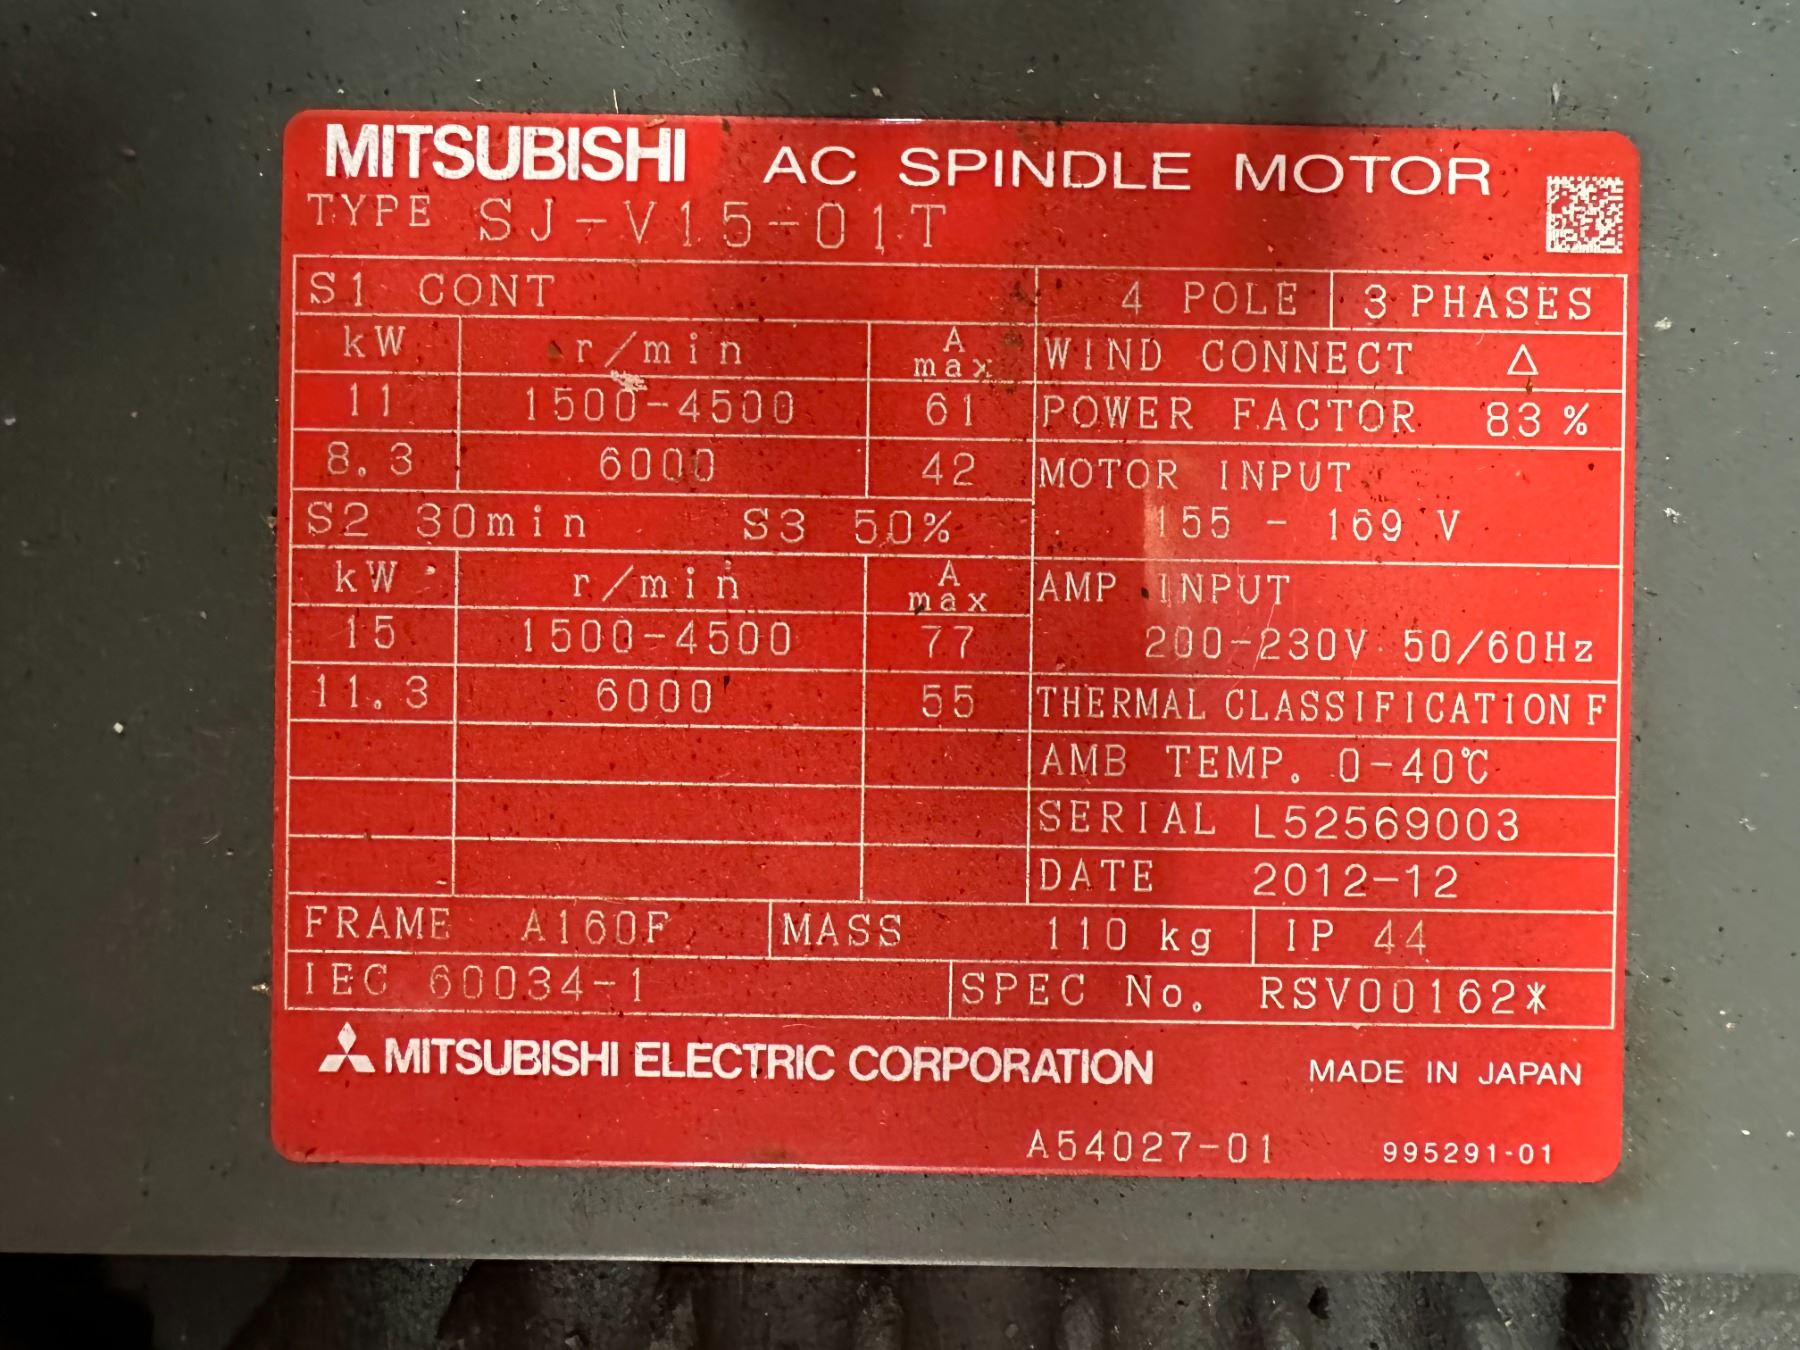 MITSUBISHI AC SPINDLE MOTOR
TYPE SJ-V15-01T
S1 CONT
kW r/min A max
11 1500-4500 61
8.3 6000 42
S2 30min S3 50%
kW r/min A max
15 1500-4500 77
11.3 6000 55
4 POLE 3 PHASES
WIND CONNECT △
POWER FACTOR 83%
MOTOR INPUT
155 - 169 V
AMP INPUT
200-230V 50/60Hz
THERMAL CLASSIFICATION F
AMB TEMP. 0-40℃
SERIAL L52569003
DATE 2012-12
FRAME A160F MASS 110 kg IP 44
IEC 60034-1 SPEC No. RSV00162*
MITSUBISHI ELECTRIC CORPORATION MADE IN JAPAN
A54027-01 995291-01